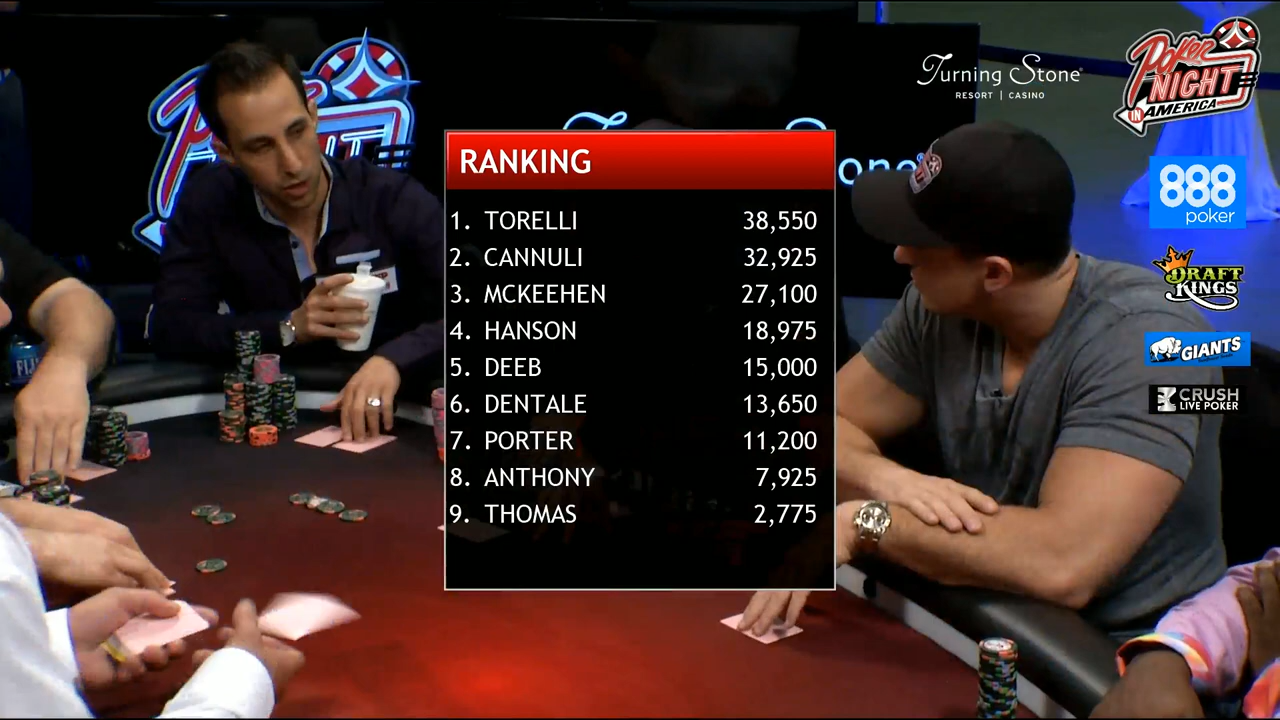 Turning Stone
RESORT | CASINO
Poker
NIGHT
IN AMERICA
888
poker
DRAFT
KINGS
GIANTS
CRUSH
LIVE POKER
one
FIJI
RANKING
1. TORELLI 38,550
2. CANNULI 32,925
3. MCKEEHEN 27,100
4. HANSON 18,975
5. DEEB 15,000
6. DENTALE 13,650
7. PORTER 11,200
8. ANTHONY 7,925
9. THOMAS 2,775